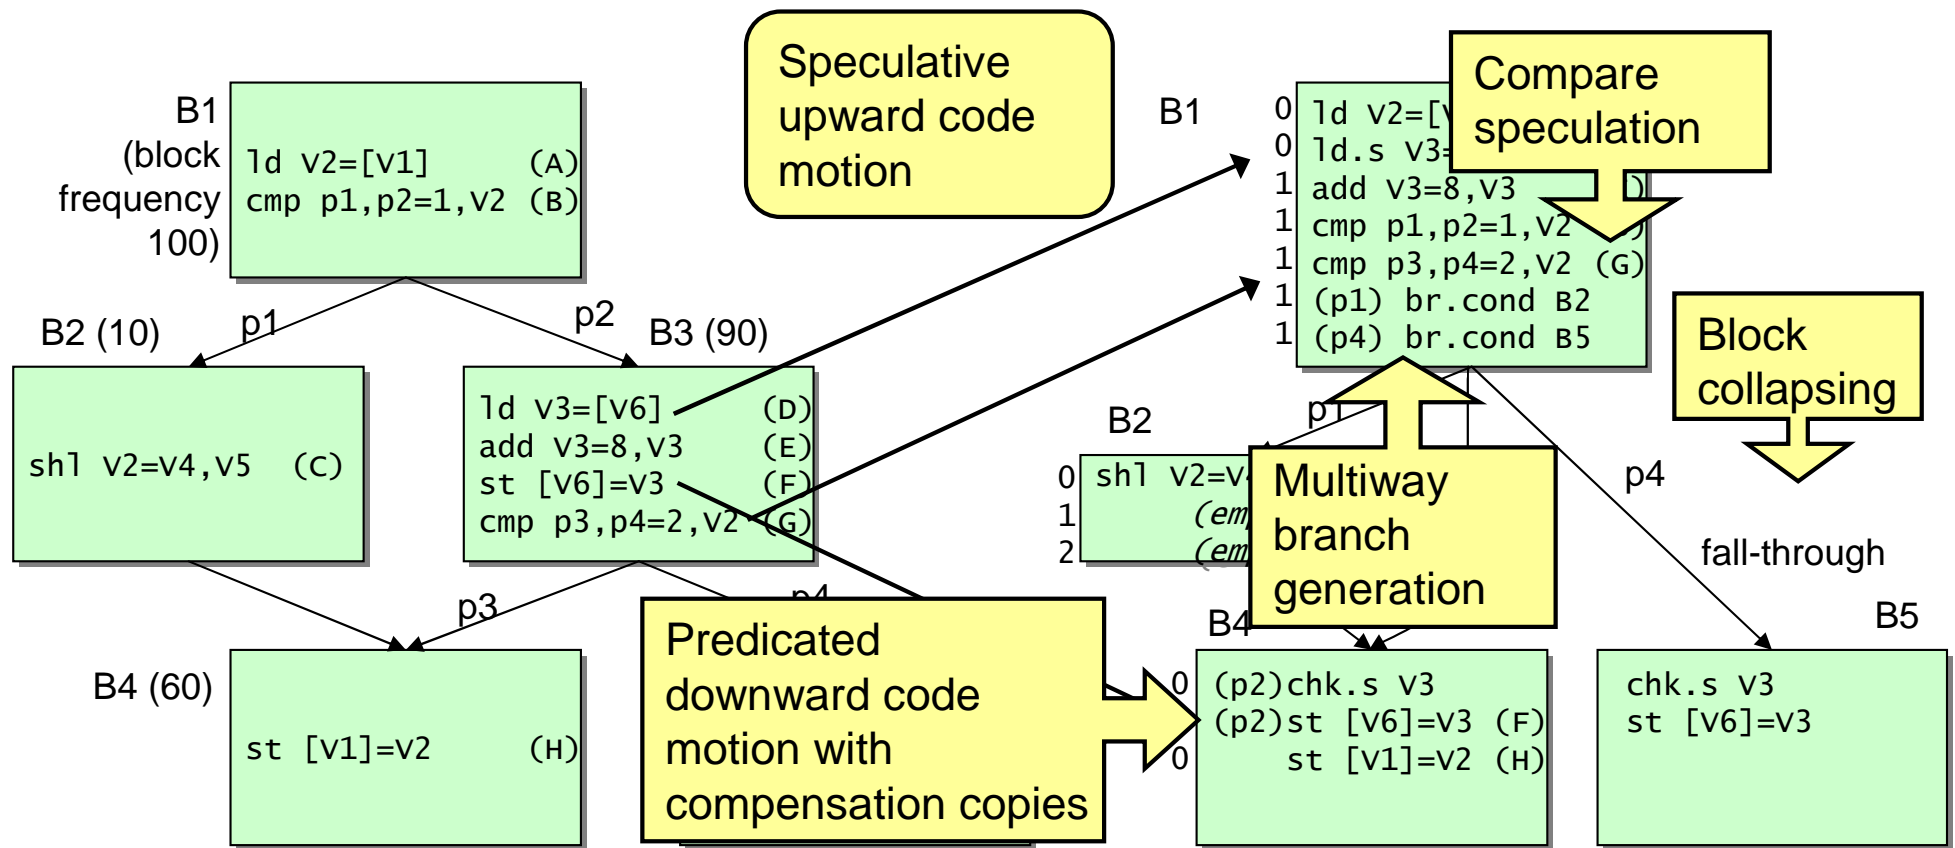 Speculative
upward code
motion
Compare
speculation
B1
(block
frequency
100)
ld v2=[v1] (A)
cmp p1,p2=1,v2 (B)
p1
p2
B2 (10)
B3 (90)
shl v2=v4,v5 (C)
ld v3=[v6] (D)
add v3=8,v3 (E)
st [v6]=v3 (F)
cmp p3,p4=2,v2 (G)
p3
p4
B4 (60)
st [v1]=v2 (H)
Predicated
downward code
motion with
compensation copies
B1
0 ld v2=[
0 ld.s v3=
1 add v3=8,v3 )
1 cmp p1,p2=1,v2 )
1 cmp p3,p4=2,v2 (G)
1 (p1) br.cond B2
1 (p4) br.cond B5
Block
collapsing
p1
p4
B2
0 shl v2=v4
1 (em
2 (em
Multiway
branch
generation
fall-through
B4
0 (p2)chk.s v3
(p2)st [v6]=v3 (F)
0 st [v1]=v2 (H)
B5
chk.s v3
st [v6]=v3